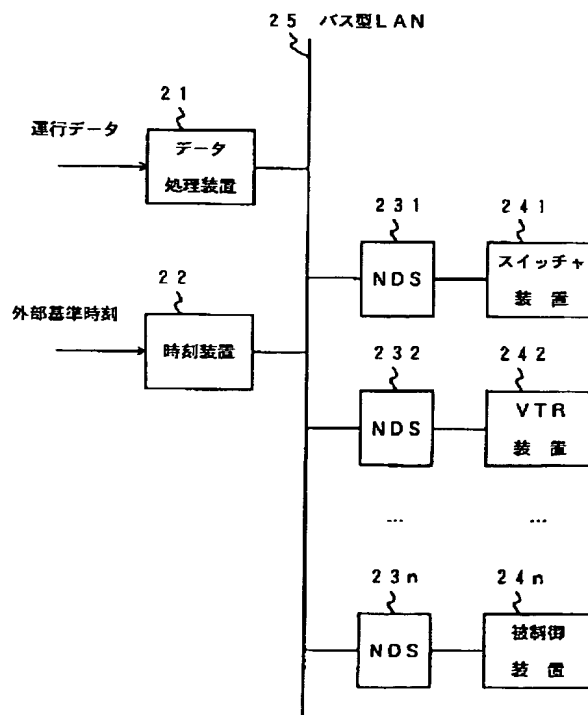 25 バス型LAN
21
運行データ
データ
処理装置
231
241
NDS
スイッチャ
装置
22
外部基準時刻
時刻装置
232
242
NDS
VTR
装置
… …
23n
24n
NDS
被制御
装置